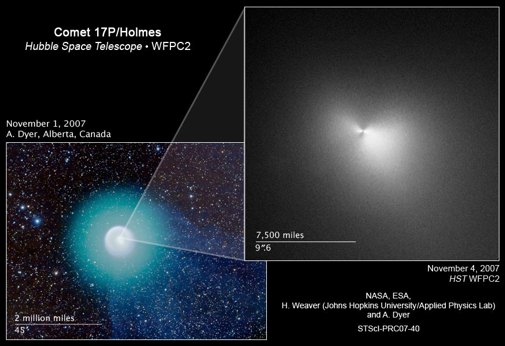 Comet 17P/Holmes
Hubble Space Telescope • WFPC2
November 1, 2007
A. Dyer, Alberta, Canada
2 million miles
45'
7,500 miles
9."6
November 4, 2007
HST WFPC2
NASA, ESA,
H. Weaver (Johns Hopkins University/Applied Physics Lab)
and A. Dyer
STScI-PRC07-40